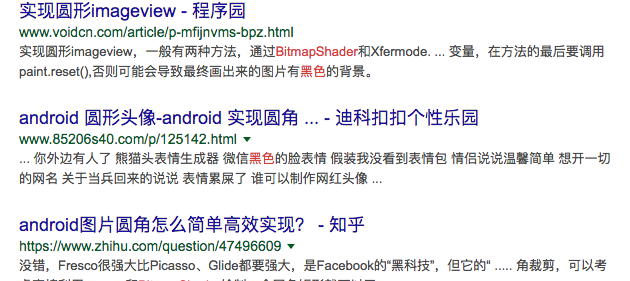 实现圆形imageview - 程序园
www.voidcn.com/article/p-mfijnvms-bpz.html
实现圆形imageview，一般有两种方法，通过BitmapShader和Xfermode. ... 变量，在方法的最后要调用
paint.reset(),否则可能会导致最终画出来的图片有黑色的背景。
android 圆形头像-android 实现圆角 ... - 迪科扣扣个性乐园
www.85206s40.com/p/125142.html
... 你外边有人了 熊猫头表情生成器 微信黑色的脸表情 假装我没看到表情包 情侣说说温馨简单 想开一切
的网名 关于当兵回来的说说 表情累屎了 谁可以制作网红头像 ...
android图片圆角怎么简单高效实现？ - 知乎
https://www.zhihu.com/question/47496609
没错，Fresco很强大比Picasso、Glide都要强大，是Facebook的“黑科技”，但它的“ ..... 角裁剪，可以考